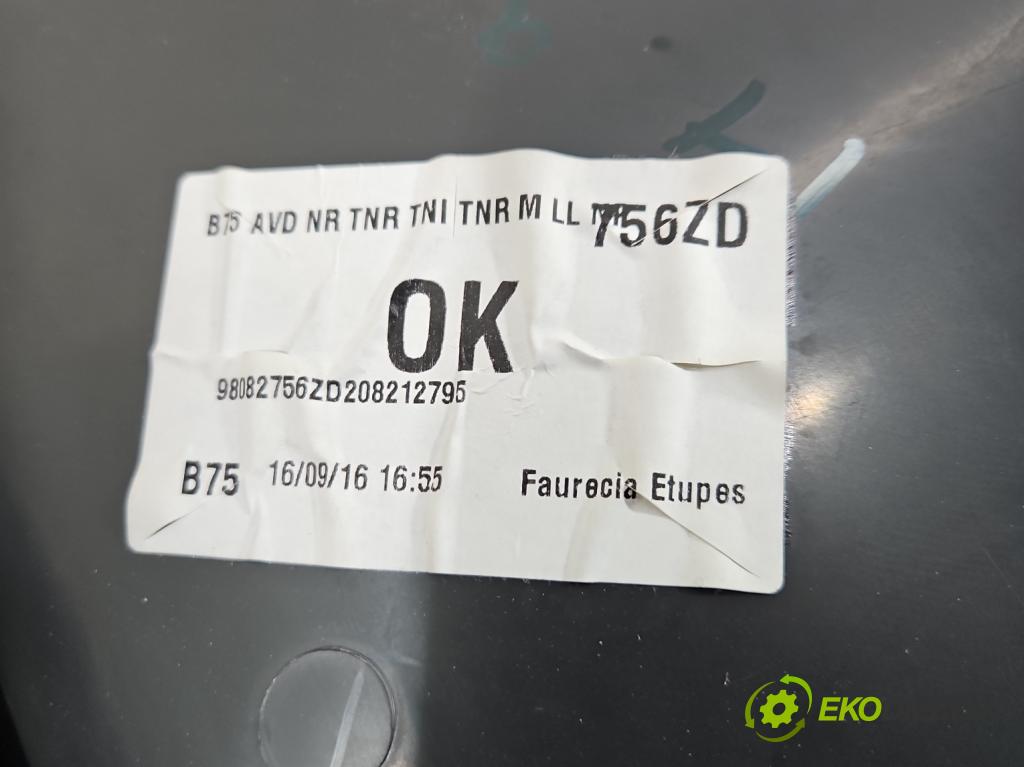 B75 AVD NR TNR TNI TNR M LL 756ZD
OK
98082756ZD208212795
B75 16/09/16 16:55 Faurecia Etupes
EKO